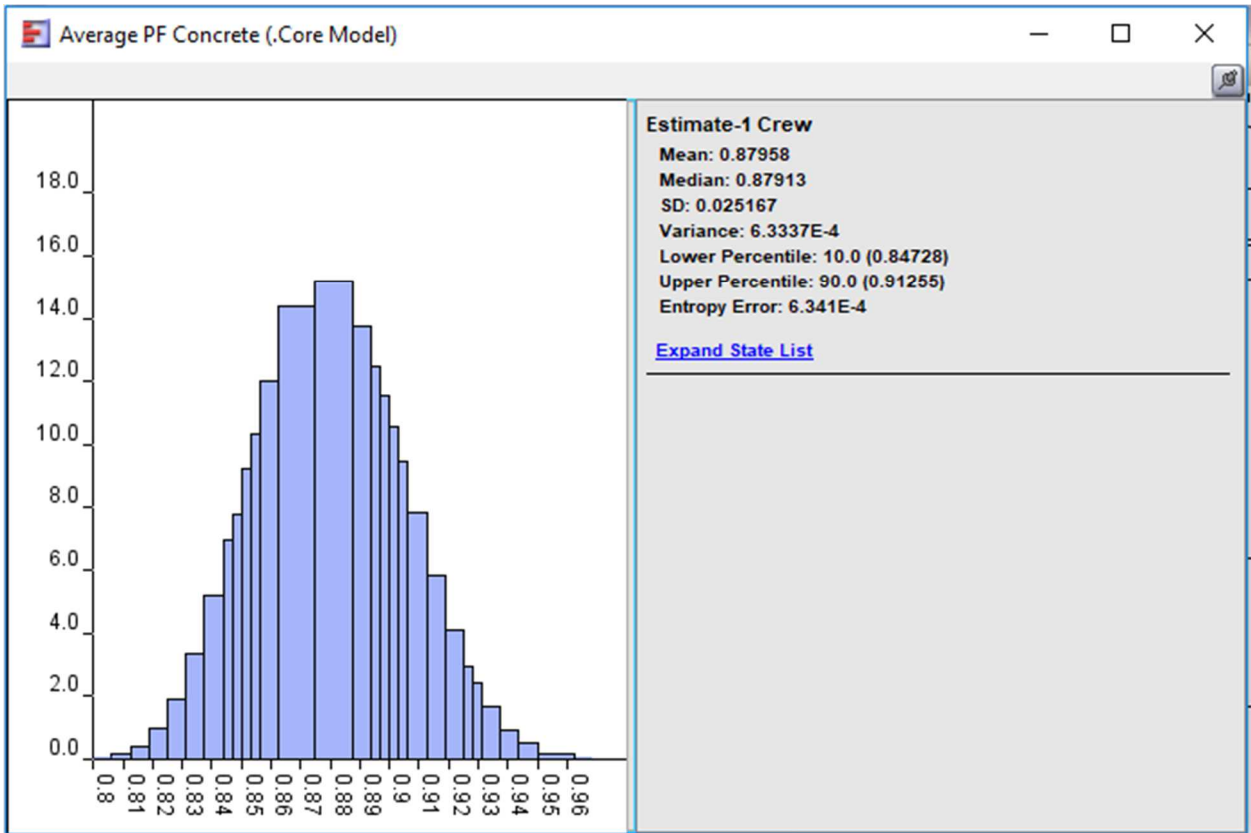 Average PF Concrete (.Core Model)
18.0
16.0
14.0
12.0
10.0
8.0
6.0
4.0
2.0
0.0
0.8
0.81
0.82
0.83
0.84
0.85
0.86
0.87
0.88
0.89
0.9
0.91
0.92
0.93
0.94
0.95
0.96
Estimate-1 Crew
Mean: 0.87958
Median: 0.87913
SD: 0.025167
Variance: 6.3337E-4
Lower Percentile: 10.0 (0.84728)
Upper Percentile: 90.0 (0.91255)
Entropy Error: 6.341E-4
Expand State List